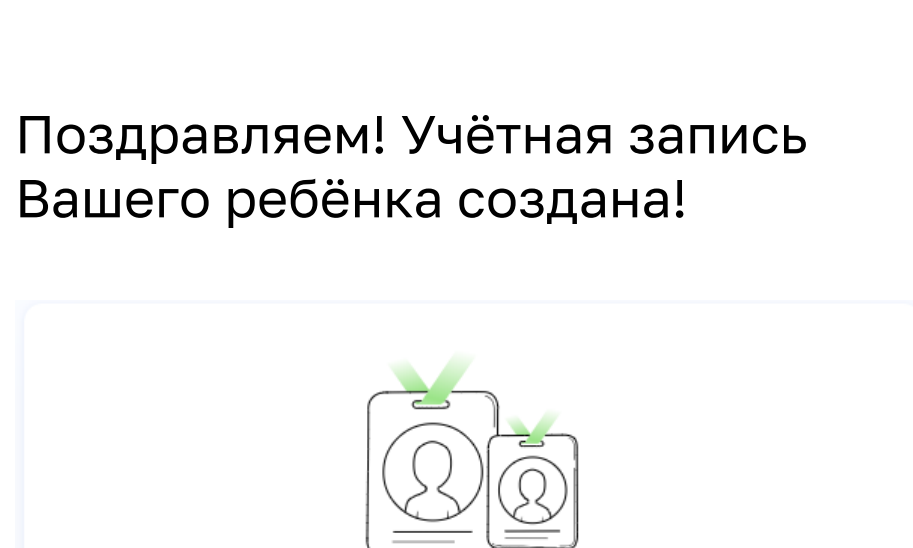 Поздравляем! Учётная запись
Вашего ребёнка создана!